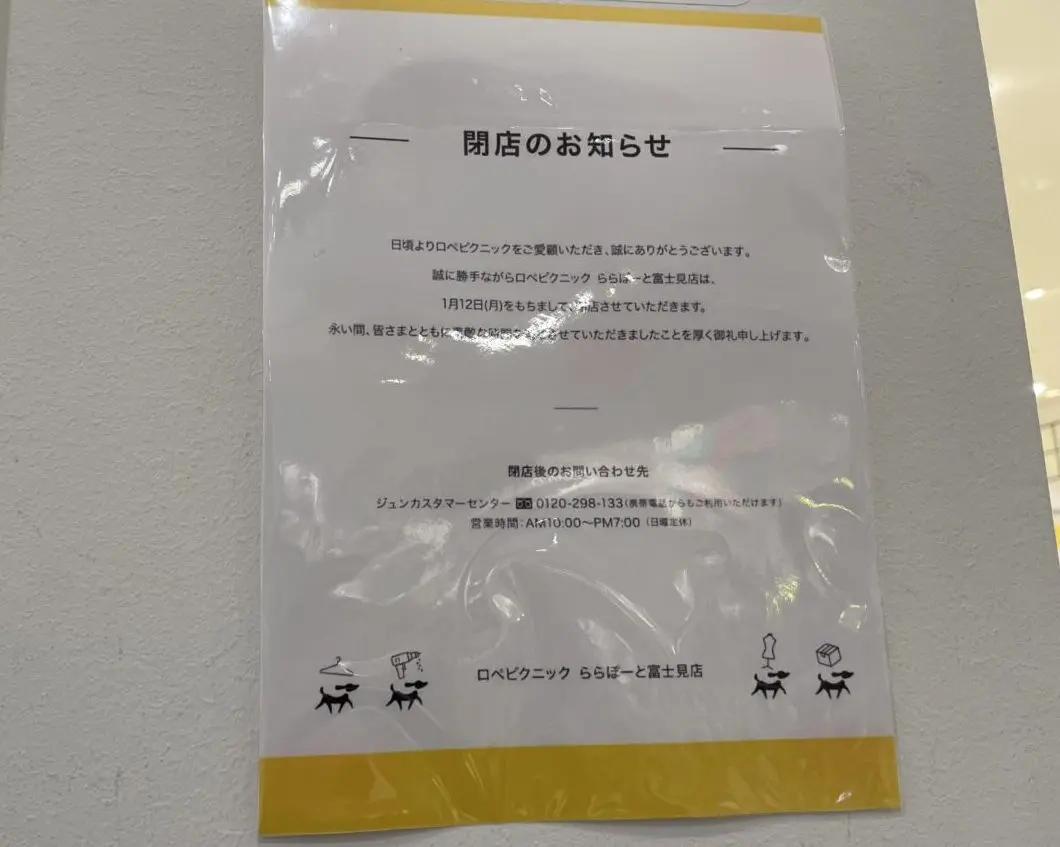 閉店のお知らせ
日頃よりロペピクニックをご愛顧いただき、誠にありがとうございます。
誠に勝手ながらロペピクニック ららぽーと富士見店は、
1月12日(月)をもちまして、閉店させていただきます。
永い間、皆さまとともに素敵な時間を させていただきましたことを厚く御礼申し上げます。
閉店後のお問い合わせ先
ジュンカスタマーセンター 0120-298-133(携帯電話からもご利用いただけます)
営業時間:AM10:00〜PM7:00 (日曜定休)
ロペピクニック ららぽーと富士見店